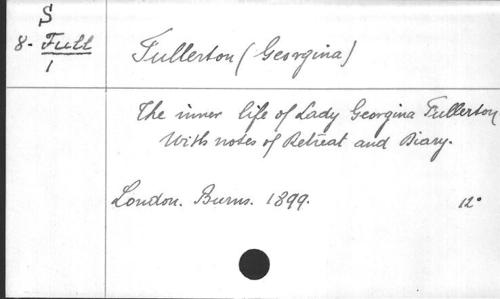 S
8- Full
1
Fullerton (Georgina)
The inner life of Lady Georgina Fullerton
With notes of Retreat and Diary.
London. Burns. 1899. 12°